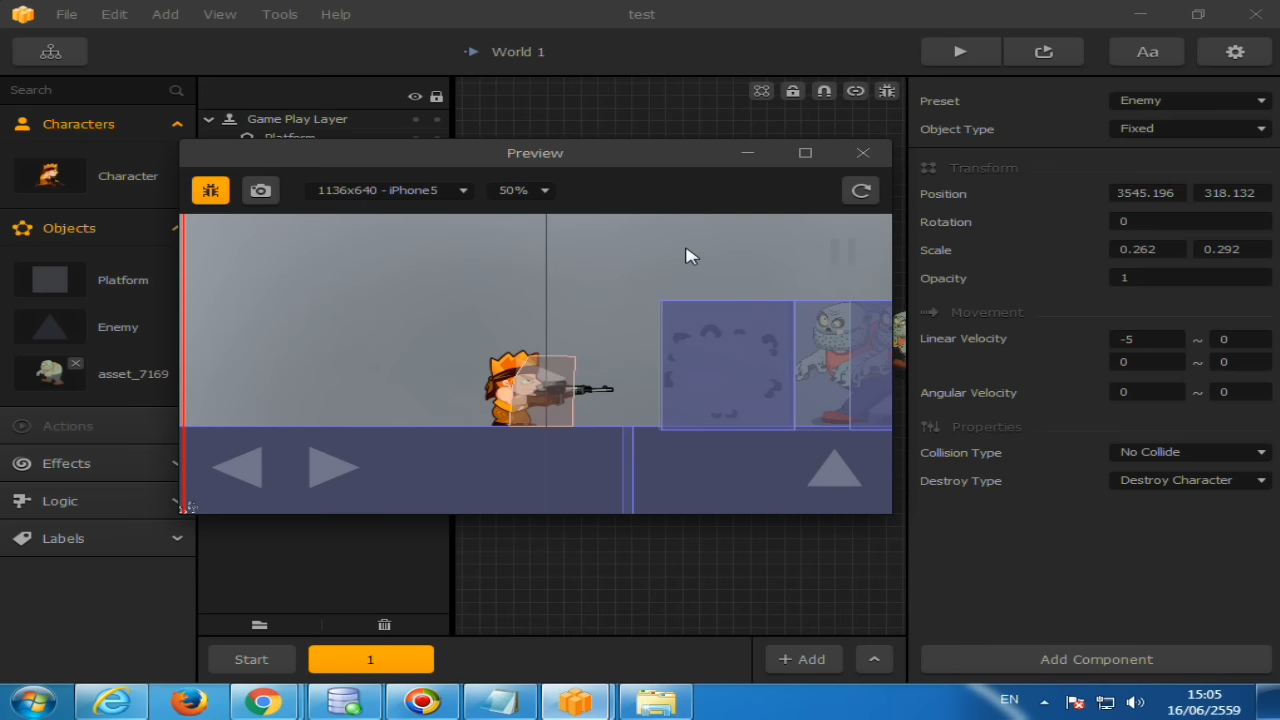 File Edit Add View Tools Help
test
World 1
Aa
Search
Characters
Character
Objects
Platform
Enemy
asset_7169
Actions
Effects
Logic
Labels
Game Play Layer
Platform
Preview
1136x640 - iPhone5
50%
Start
1
+ Add
Preset Enemy
Object Type Fixed
Transform
Position 3545.196 318.132
Rotation 0
Scale 0.262 0.292
Opacity 1
Movement
Linear Velocity -5 ~ 0
0 ~ 0
Angular Velocity 0 ~ 0
Properties
Collision Type No Collide
Destroy Type Destroy Character
Add Component
EN
15:05
16/06/2559